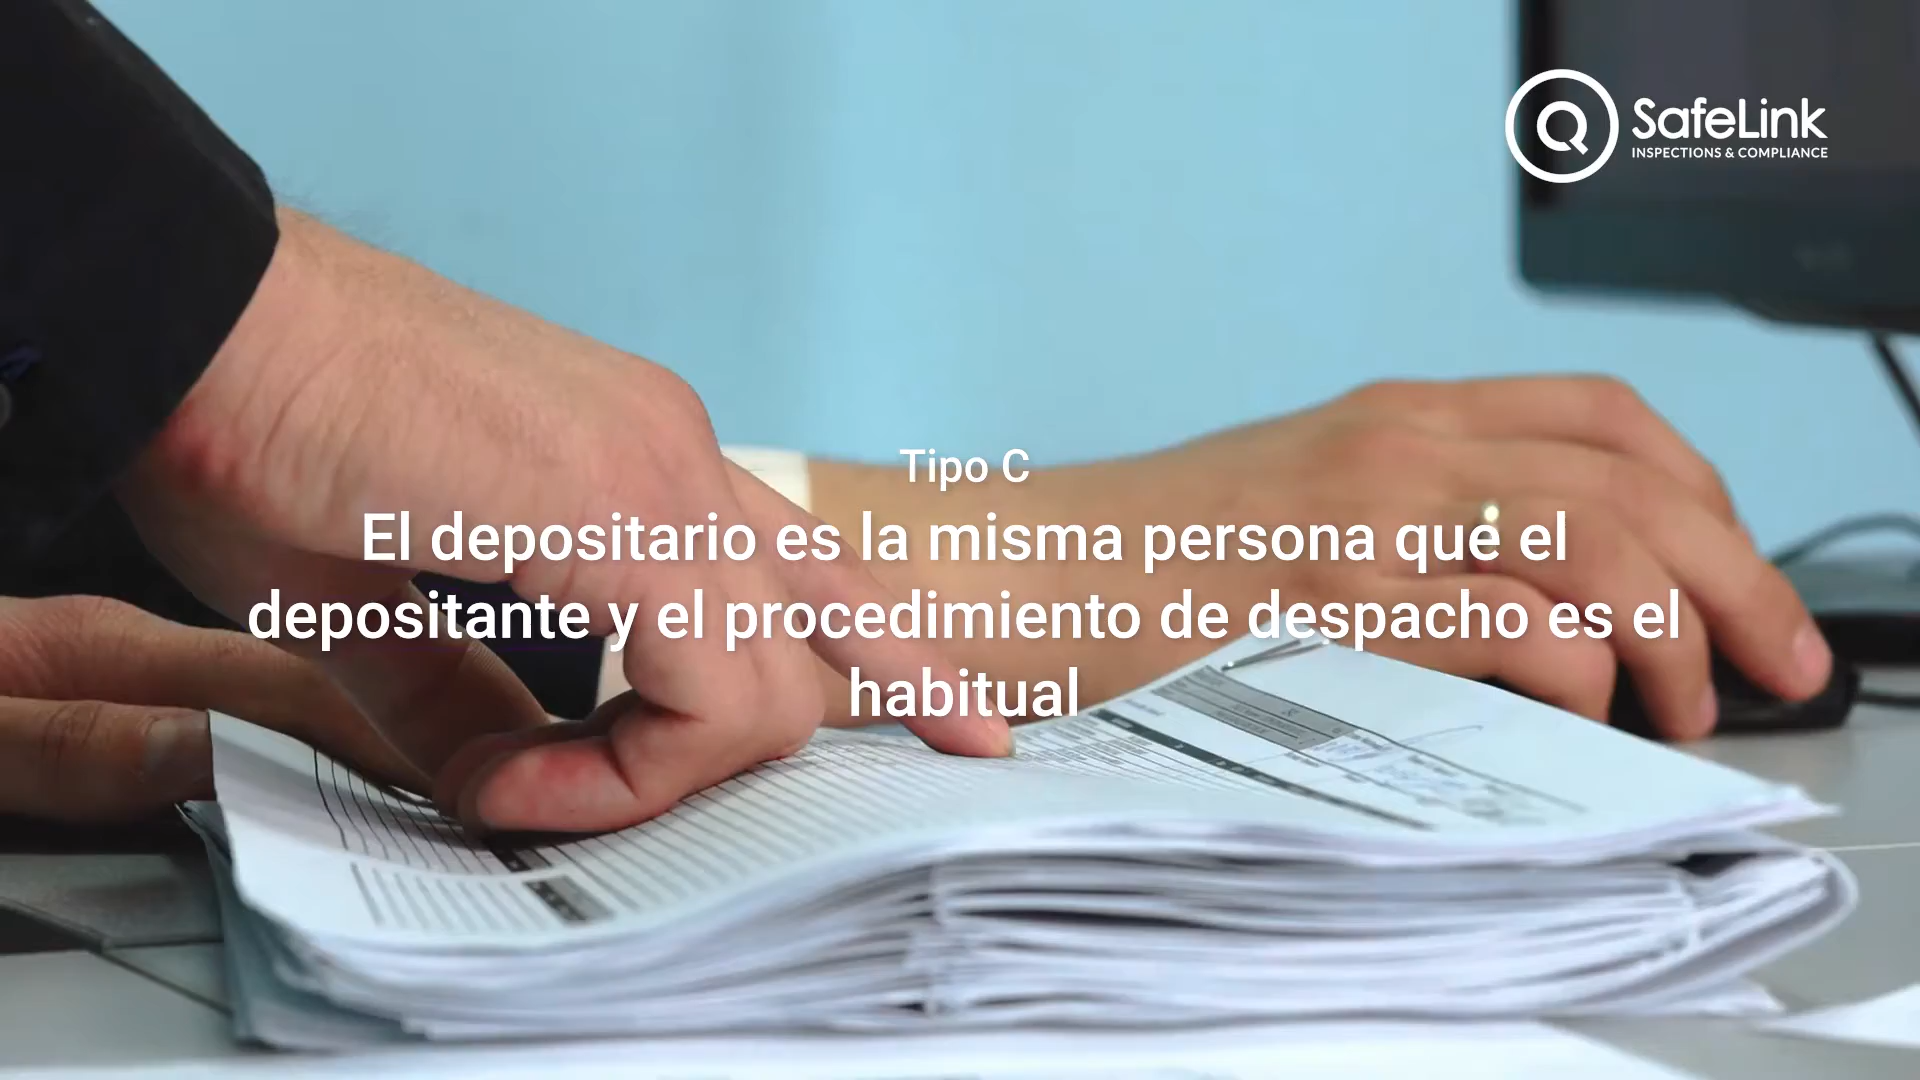 SafeLink
INSPECTIONS & COMPLIANCE
Tipo C
El depositario es la misma persona que el
depositante y el procedimiento de despacho es el
habitual